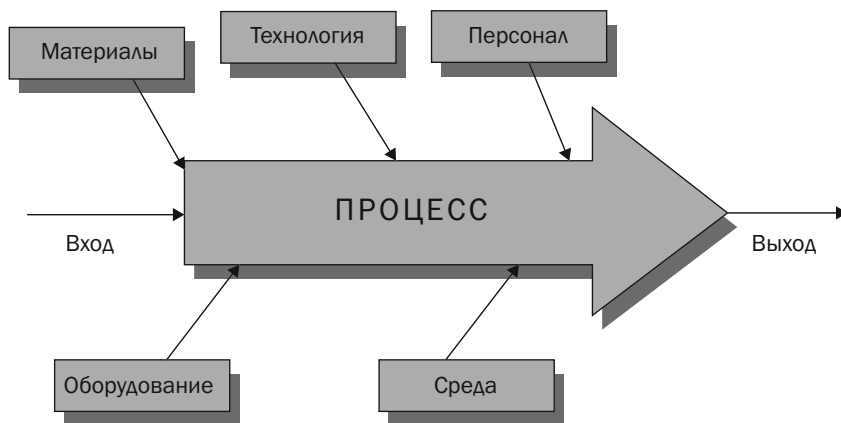 Материалы
Технология
Персонал
ПРОЦЕСС
Вход
Выход
Оборудование
Среда